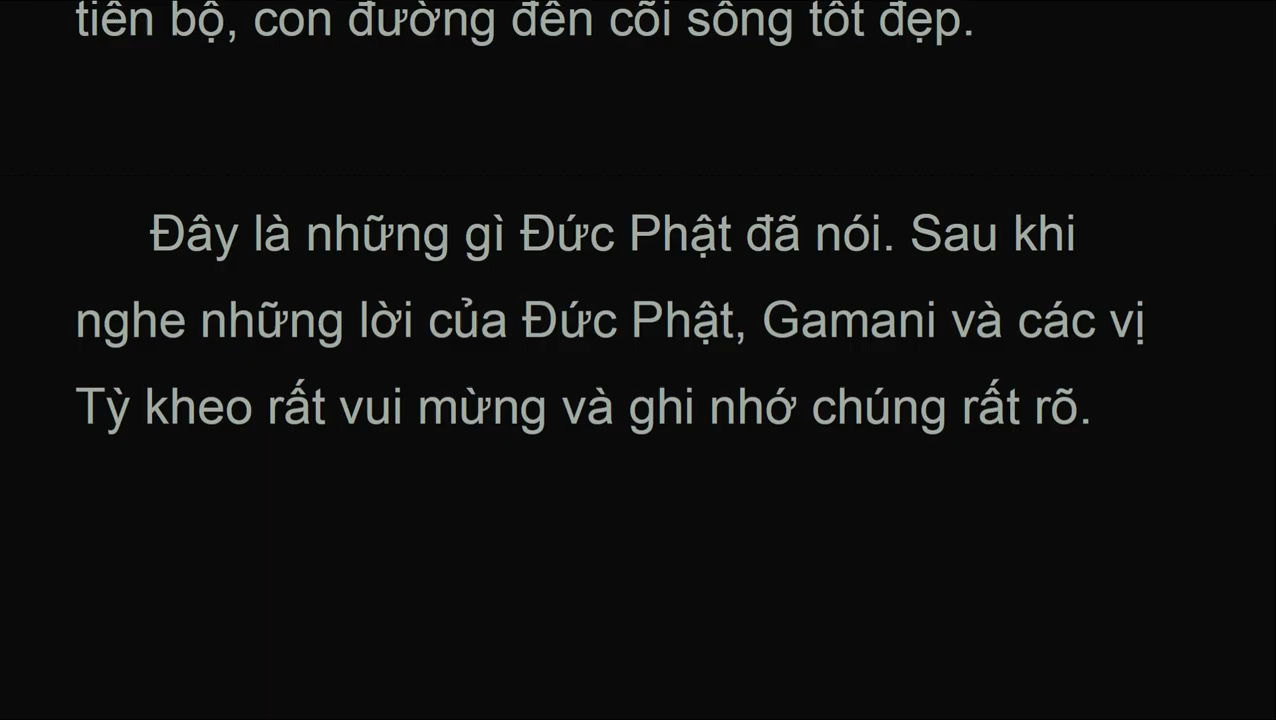 tiến bộ, con đường đến cõi sống tốt đẹp.
Đây là những gì Đức Phật đã nói. Sau khi
nghe những lời của Đức Phật, Gamani và các vị
Tỳ kheo rất vui mừng và ghi nhớ chúng rất rõ.